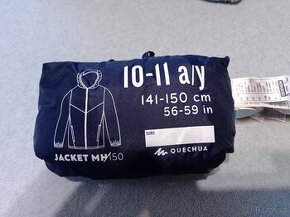 10-11 a/y
141-150 cm
56-59 in
JACKET MH150
QUECHUA